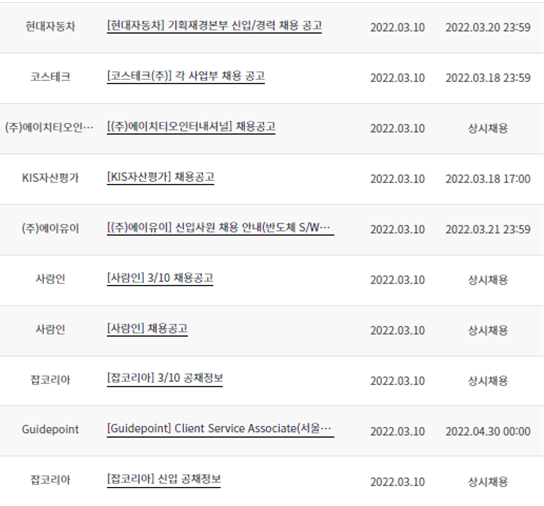 현대자동차 [현대자동차] 기획재경본부 신입/경력 채용 공고 2022.03.10 2022.03.20 23:59
코스테크 [코스테크(주)] 각 사업부 채용 공고 2022.03.10 2022.03.18 23:59
(주)에이치티오인··· [(주)에이치티오인터내셔널] 채용공고 2022.03.10 상시채용
KIS자산평가 [KIS자산평가] 채용공고 2022.03.10 2022.03.18 17:00
(주)에이유이 [(주)에이유이] 신입사원 채용 안내(반도체 S/W··· 2022.03.10 2022.03.21 23:59
사람인 [사람인] 3/10 채용공고 2022.03.10 상시채용
사람인 [사람인] 채용공고 2022.03.10 상시채용
잡코리아 [잡코리아] 3/10 공채정보 2022.03.10 상시채용
Guidepoint [Guidepoint] Client Service Associate(서울··· 2022.03.10 2022.04.30 00:00
잡코리아 [잡코리아] 신입 공채정보 2022.03.10 상시채용